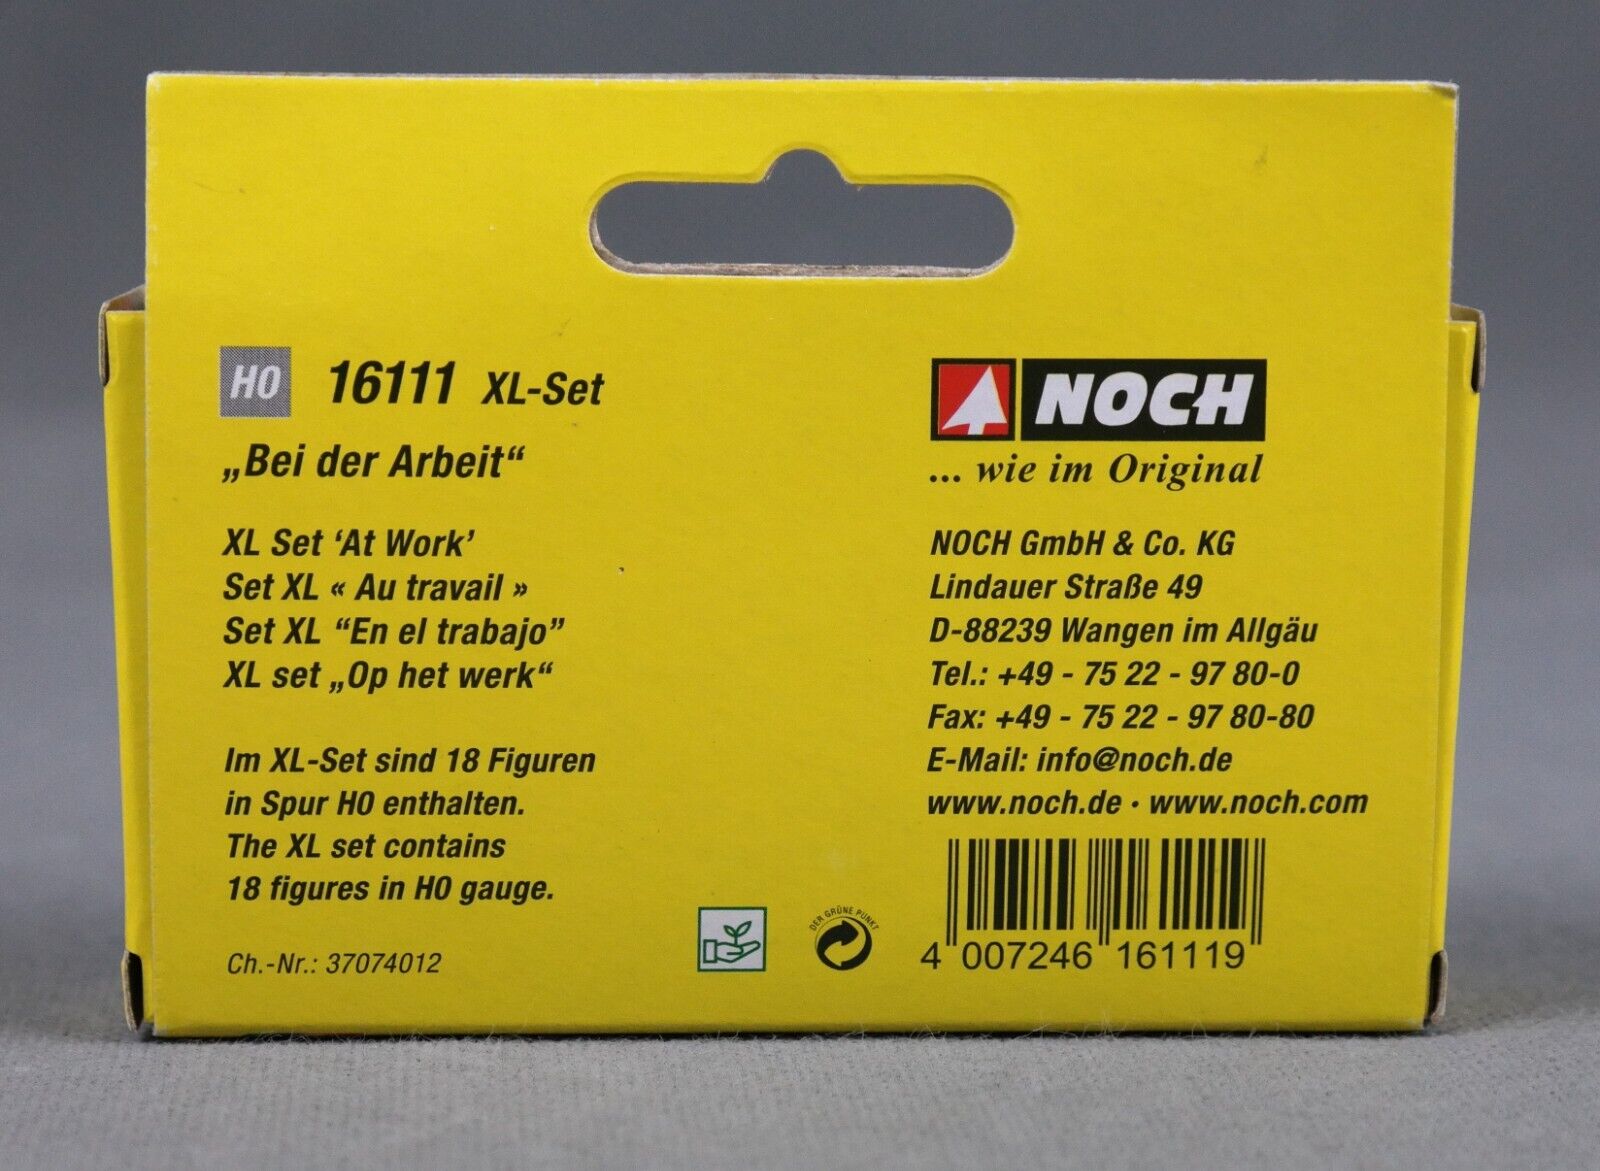 H0 16111 XL-Set
„Bei der Arbeit“
XL Set ‘At Work’
Set XL « Au travail »
Set XL “En el trabajo”
XL set „Op het werk“
Im XL-Set sind 18 Figuren
in Spur H0 enthalten.
The XL set contains
18 figures in H0 gauge.
Ch.-Nr.: 37074012
NOCH
... wie im Original
NOCH GmbH & Co. KG
Lindauer Straße 49
D-88239 Wangen im Allgäu
Tel.: +49 - 75 22 - 97 80-0
Fax: +49 - 75 22 - 97 80-80
E-Mail: info@noch.de
www.noch.de • www.noch.com
DER GRÜNE PUNKT
4 007246 161119